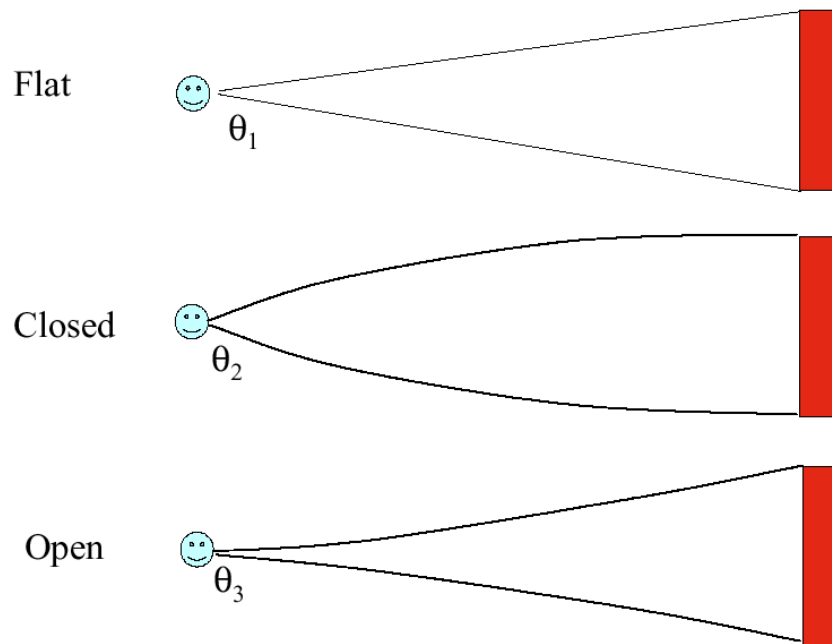 Flat
θ₁
Closed
θ₂
Open
θ₃